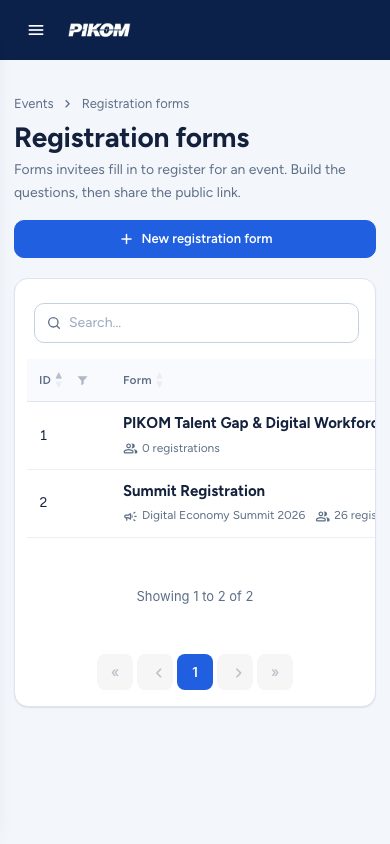 PIKOM
Events > Registration forms
Registration forms
Forms invitees fill in to register for an event. Build the
questions, then share the public link.
+ New registration form
Search...
ID Form
1
PIKOM Talent Gap & Digital Workforc
0 registrations
2
Summit Registration
Digital Economy Summit 2026 26 regis
Showing 1 to 2 of 2
« ‹ 1 › »